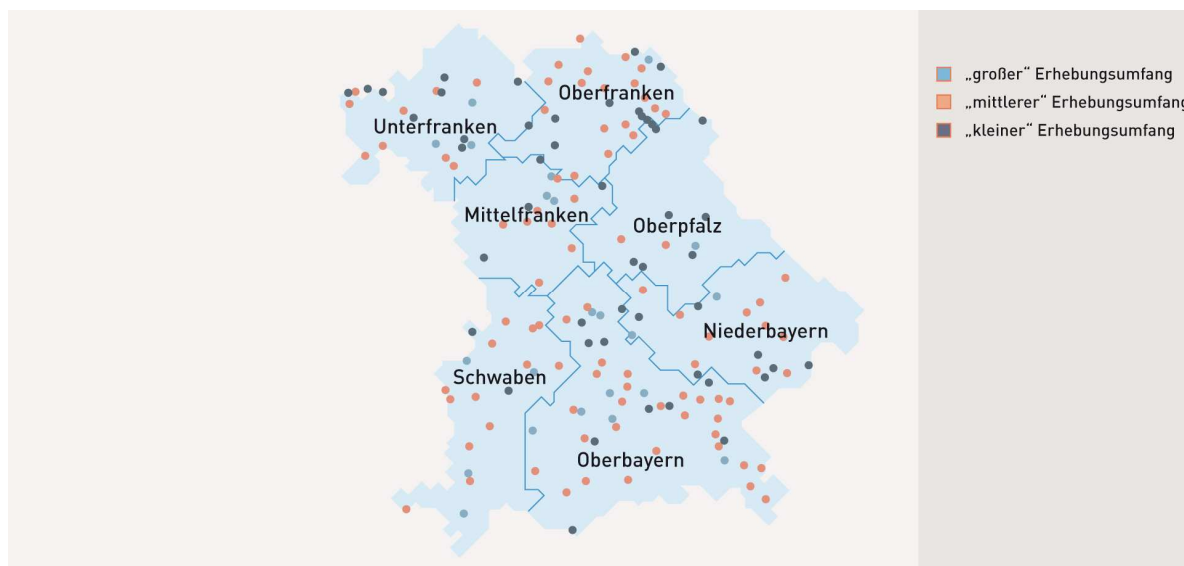 Oberfranken
Unterfranken
Mittelfranken
Oberpfalz
Niederbayern
Schwaben
Oberbayern
„großer“ Erhebungsumfang
„mittlerer“ Erhebungsumfang
„kleiner“ Erhebungsumfang